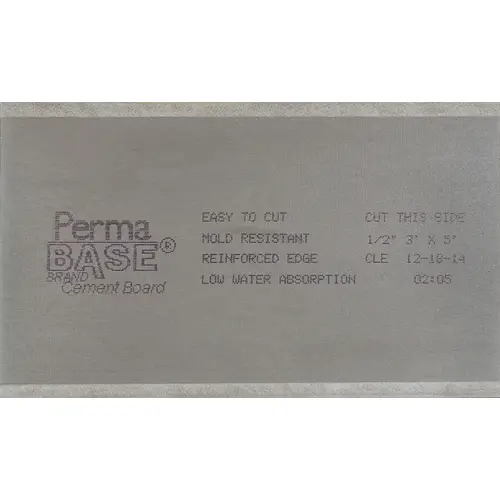 Perma
BASE®
BRAND
Cement Board
EASY TO CUT
MOLD RESISTANT
REINFORCED EDGE
LOW WATER ABSORPTION
CUT THIS SIDE
1/2" 3' X 5'
CLE 12-18-14
02:05